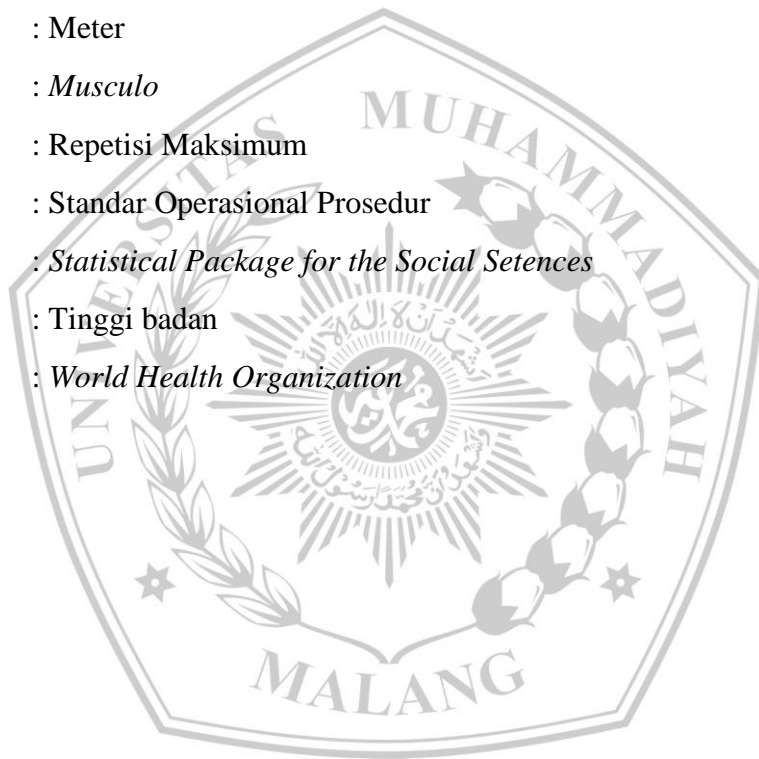 : Meter
: Musculo
: Repetisi Maksimum
: Standar Operasional Prosedur
: Statistical Package for the Social Setences
: Tinggi badan
: World Health Organization
UNIVERSITAS MUHAMMADIYAH
MALANG